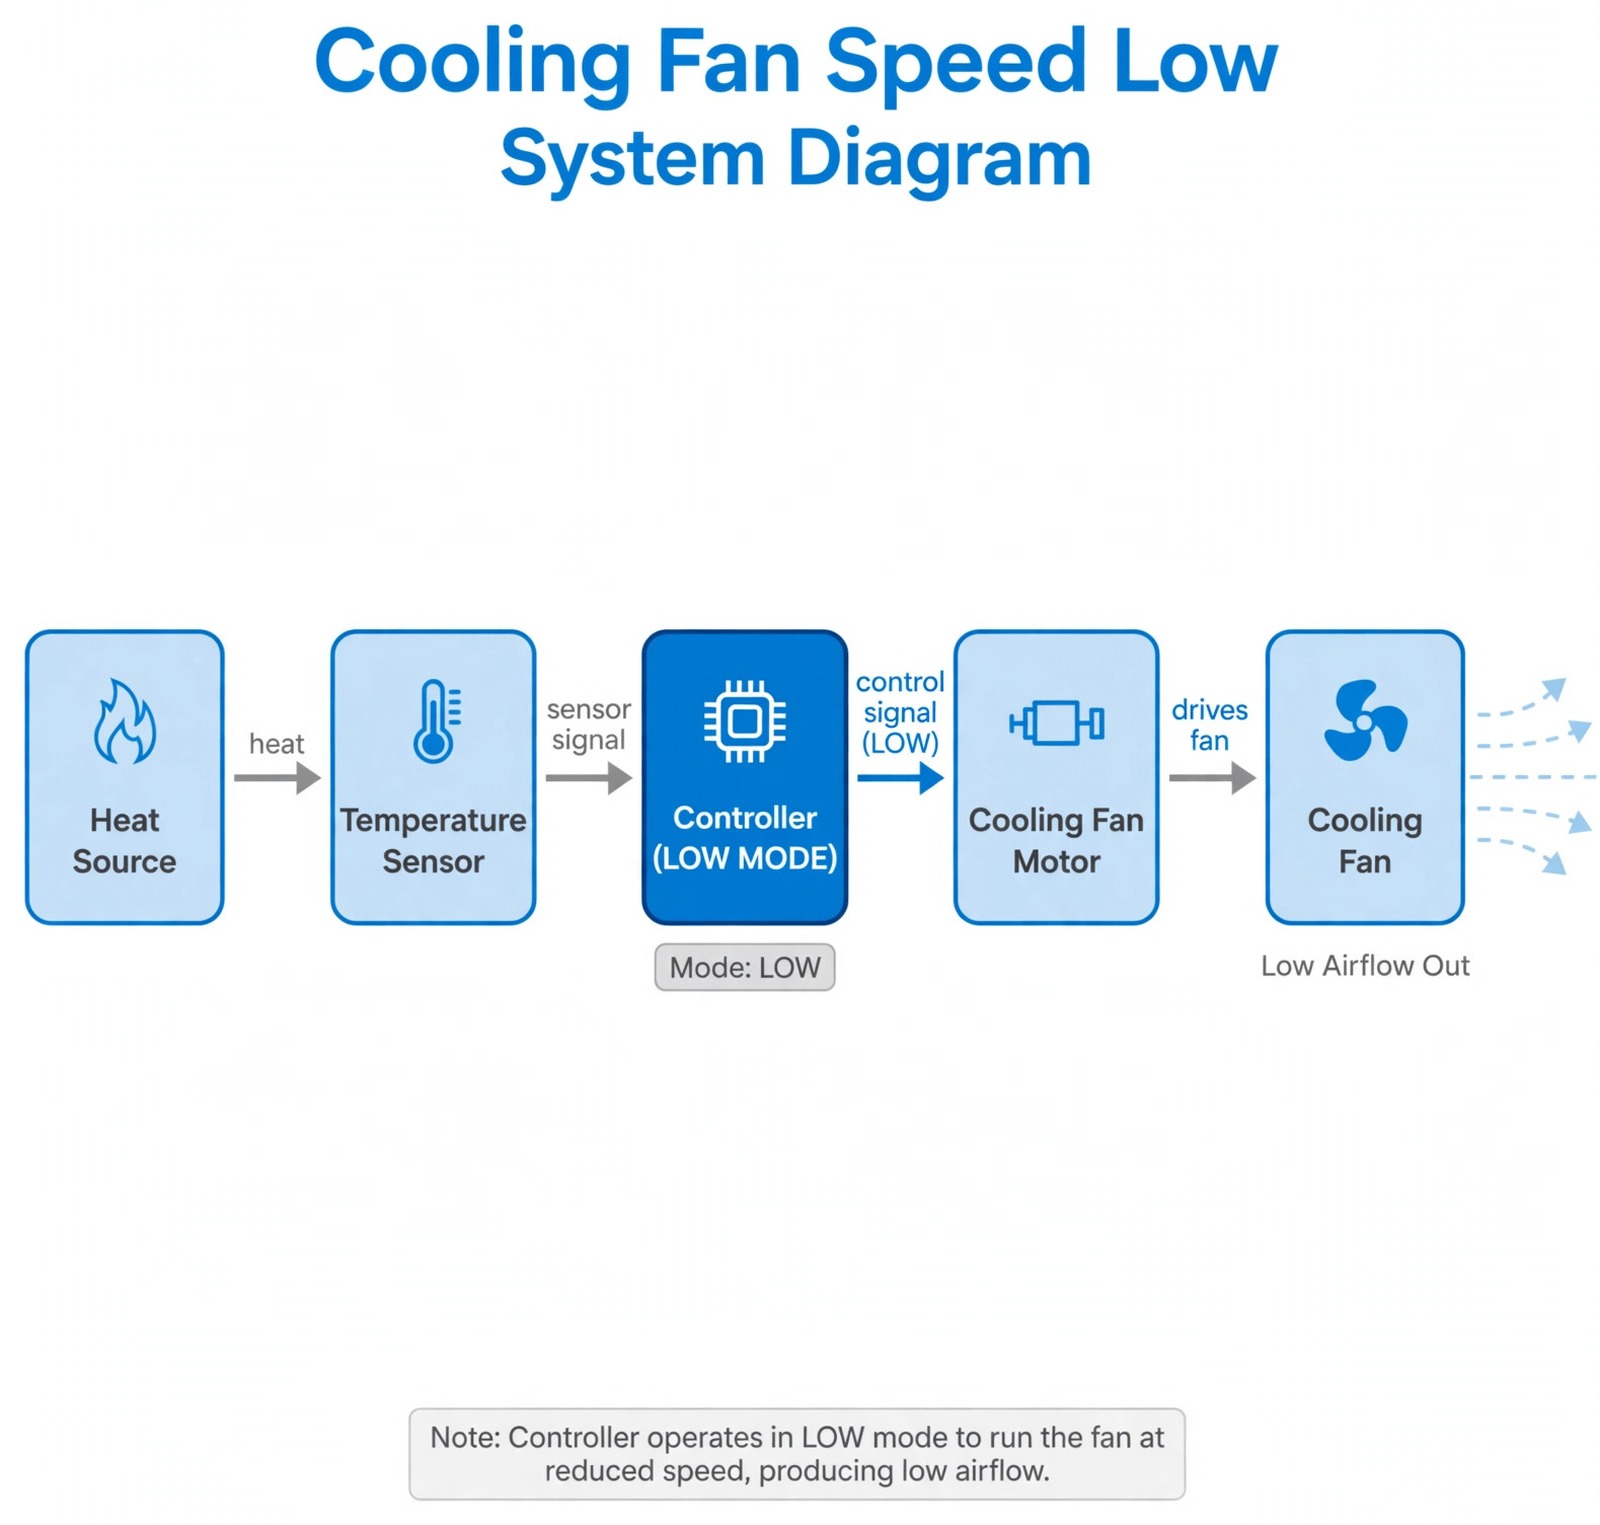 Cooling Fan Speed Low
System Diagram
heat
sensor
signal
control
signal
(LOW)
drives
fan
Heat
Source
Temperature
Sensor
Controller
(LOW MODE)
Cooling Fan
Motor
Cooling
Fan
Mode: LOW
Low Airflow Out
Note: Controller operates in LOW mode to run the fan at
reduced speed, producing low airflow.